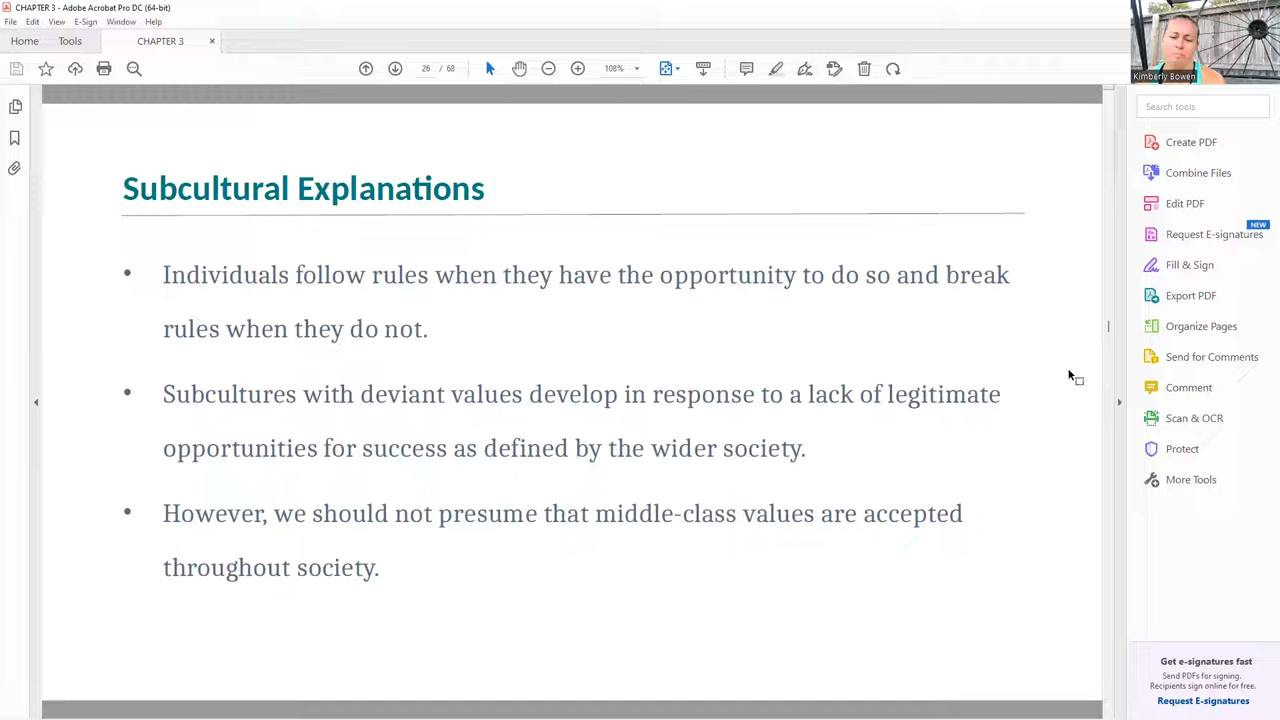 CHAPTER 3 - Adobe Acrobat Pro DC (64-bit)
File Edit View E-Sign Window Help
Home Tools CHAPTER 3 ×
26 / 68 108%
Kimberly Bowen
Search tools
Subcultural Explanations
• Individuals follow rules when they have the opportunity to do so and break
rules when they do not.
• Subcultures with deviant values develop in response to a lack of legitimate
opportunities for success as defined by the wider society.
• However, we should not presume that middle-class values are accepted
throughout society.
Create PDF
Combine Files
Edit PDF
NEW
Request E-signatures
Fill & Sign
Export PDF
Organize Pages
Send for Comments
Comment
Scan & OCR
Protect
More Tools
Get e-signatures fast
Send PDFs for signing.
Recipients sign online for free.
Request E-signatures